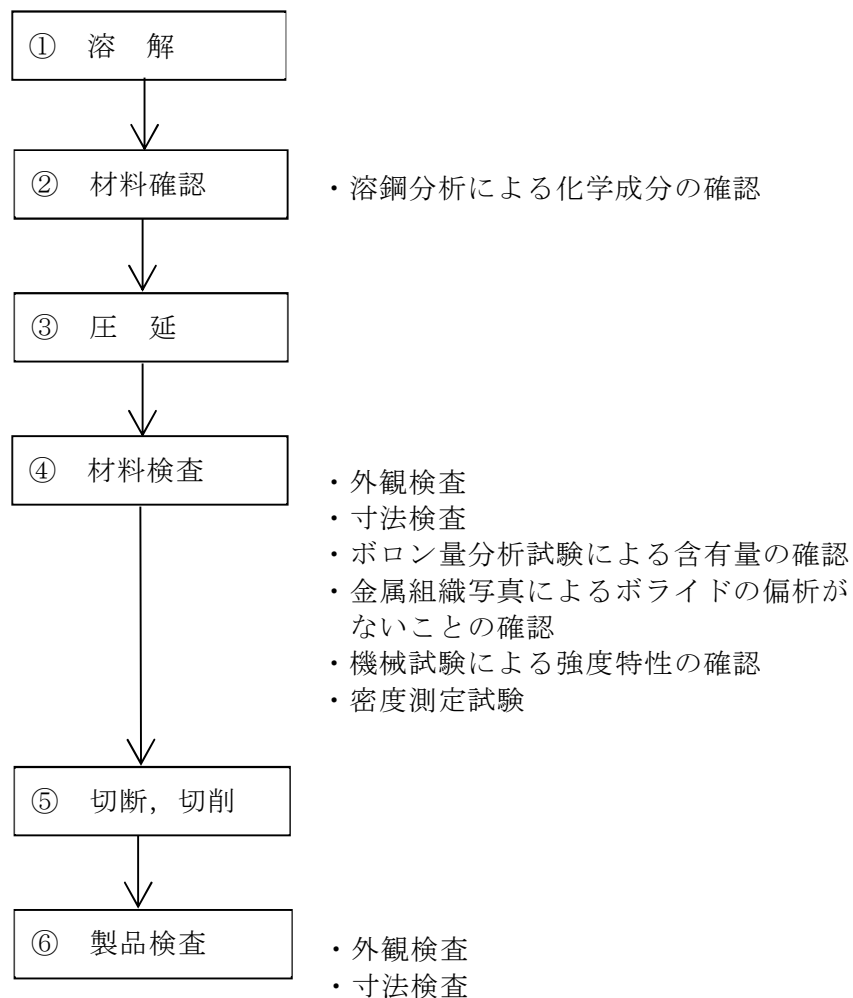 ① 溶　解
② 材料確認
・溶鋼分析による化学成分の確認
③ 圧　延
④ 材料検査
・外観検査
・寸法検査
・ボロン量分析試験による含有量の確認
・金属組織写真によるボライドの偏析が
ないことの確認
・機械試験による強度特性の確認
・密度測定試験
⑤ 切断，切削
⑥ 製品検査
・外観検査
・寸法検査